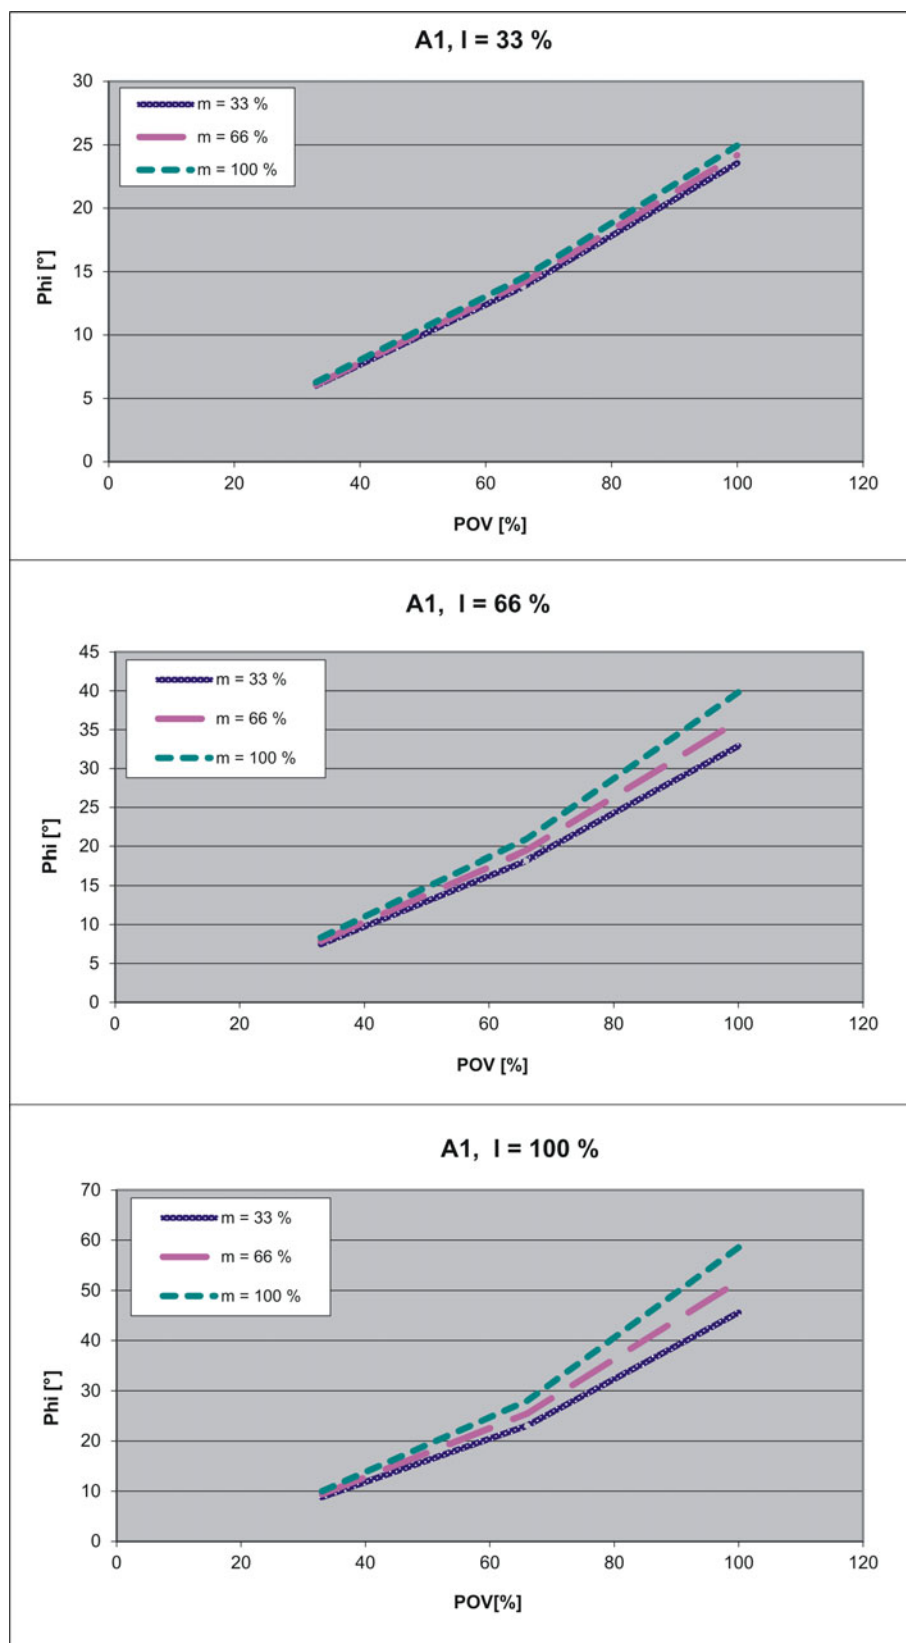 A1, l = 33 %
30
25
20
15
10
5
0
m = 33 %
m = 66 %
m = 100 %
Phi [°]
0 20 40 60 80 100 120
POV [%]
A1, l = 66 %
45
40
35
30
25
20
15
10
5
0
m = 33 %
m = 66 %
m = 100 %
Phi [°]
0 20 40 60 80 100 120
POV [%]
A1, l = 100 %
70
60
50
40
30
20
10
0
m = 33 %
m = 66 %
m = 100 %
Phi [°]
0 20 40 60 80 100 120
POV[%]